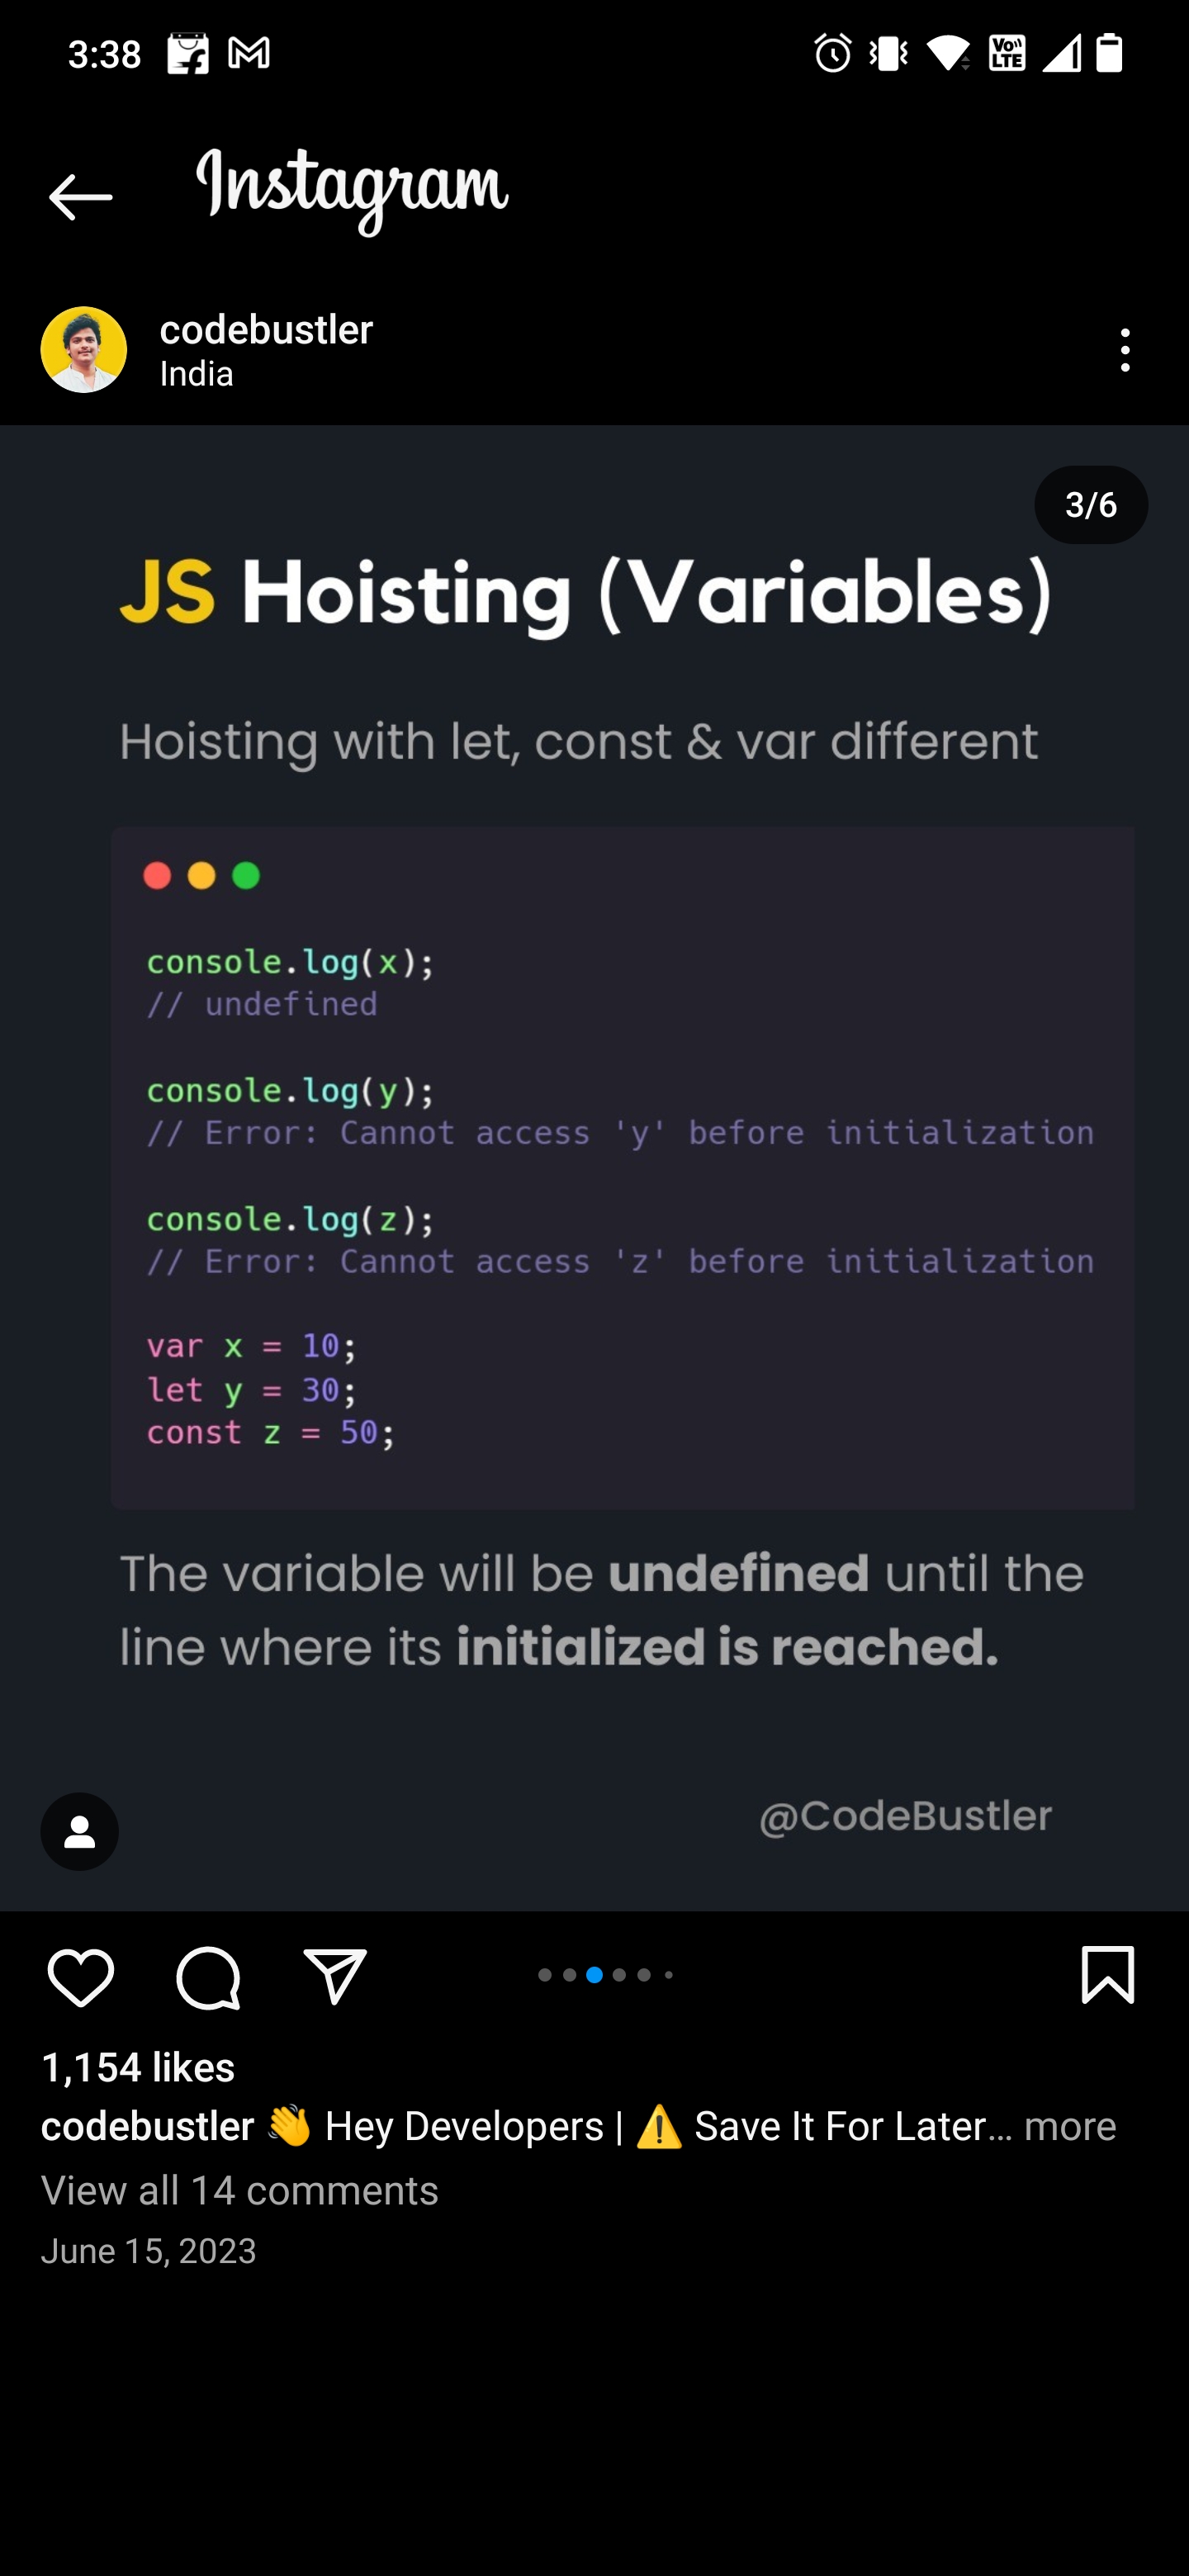 3:38
Vo LTE
Instagram
codebustler
India
3/6
JS Hoisting (Variables)
Hoisting with let, const & var different
console.log(x);
// undefined
console.log(y);
// Error: Cannot access 'y' before initialization
console.log(z);
// Error: Cannot access 'z' before initialization
var x = 10;
let y = 30;
const z = 50;
The variable will be undefined until the
line where its initialized is reached.
@CodeBustler
1,154 likes
codebustler 👋 Hey Developers | ⚠️ Save It For Later... more
View all 14 comments
June 15, 2023